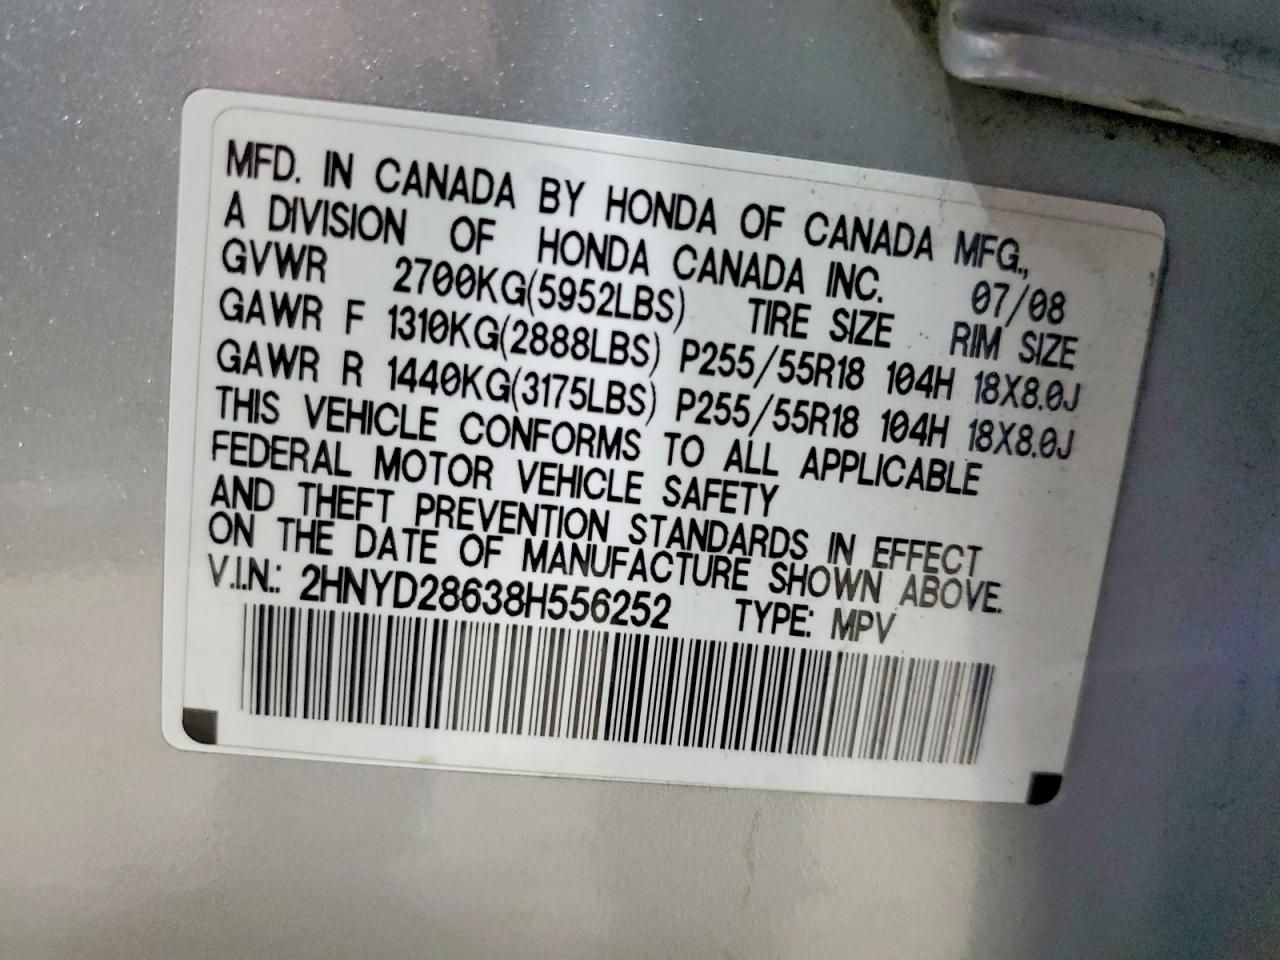 MFD. IN CANADA BY HONDA OF CANADA MFG.,
A DIVISION OF HONDA CANADA INC. 07/08
GVWR 2700KG(5952LBS) TIRE SIZE RIM SIZE
GAWR F 1310KG(2888LBS) P255/55R18 104H 18X8.0J
GAWR R 1440KG(3175LBS) P255/55R18 104H 18X8.0J
THIS VEHICLE CONFORMS TO ALL APPLICABLE
FEDERAL MOTOR VEHICLE SAFETY
AND THEFT PREVENTION STANDARDS IN EFFECT
ON THE DATE OF MANUFACTURE SHOWN ABOVE.
V.I.N.: 2HNYD28638H556252 TYPE: MPV